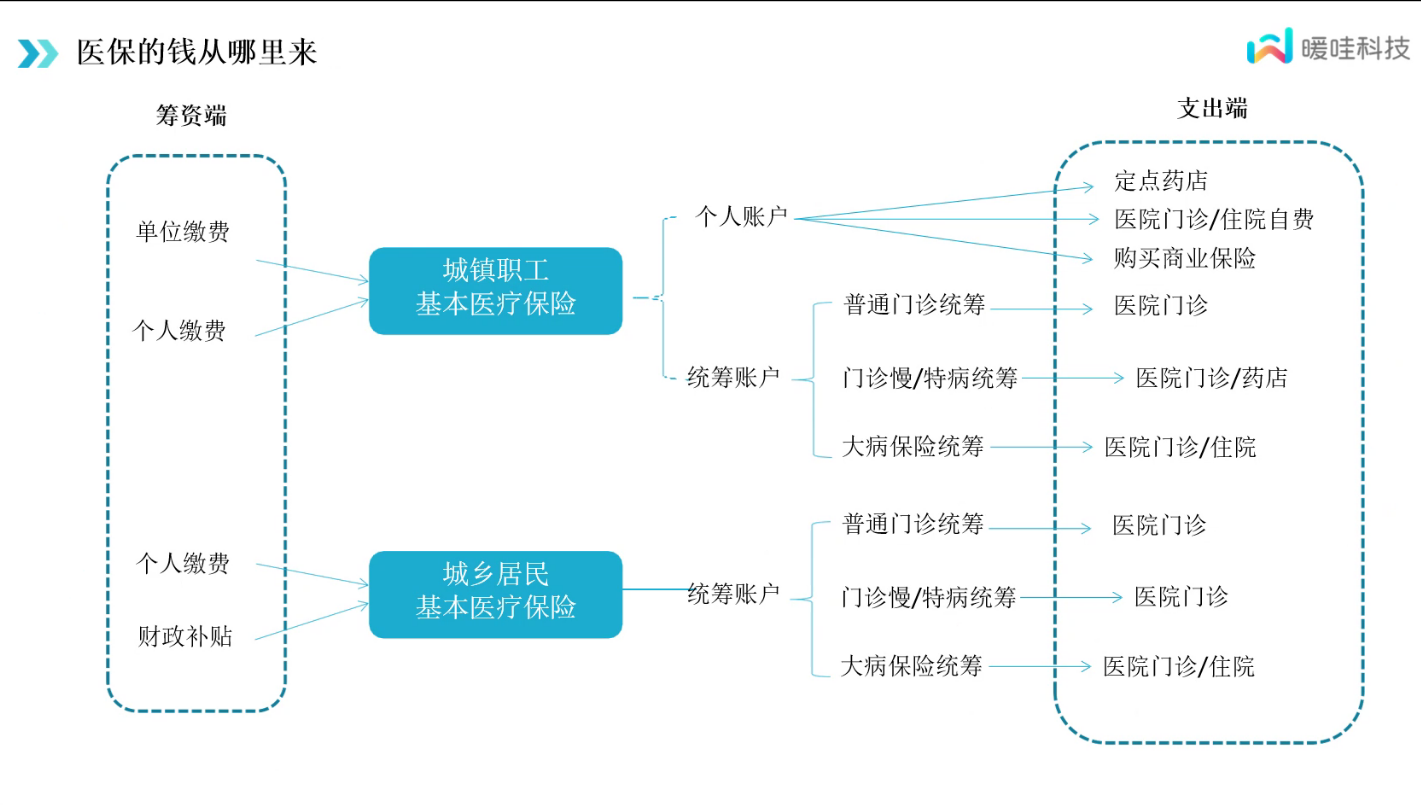 医保的钱从哪里来
暖哇科技
筹资端
支出端
单位缴费
个人缴费
城镇职工
基本医疗保险
个人账户
定点药店
医院门诊/住院自费
购买商业保险
统筹账户
普通门诊统筹
医院门诊
门诊慢/特病统筹
医院门诊/药店
大病保险统筹
医院门诊/住院
个人缴费
财政补贴
城乡居民
基本医疗保险
统筹账户
普通门诊统筹
医院门诊
门诊慢/特病统筹
医院门诊
大病保险统筹
医院门诊/住院